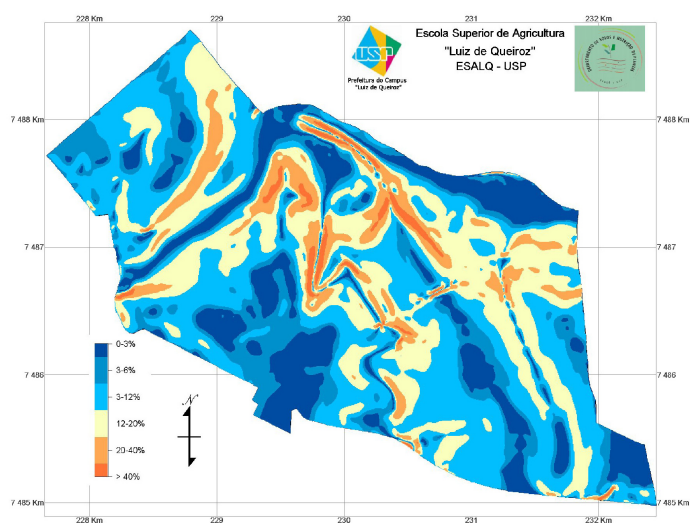 228 Km 229 230 231 232 Km
Escola Superior de Agricultura
"Luiz de Queiroz"
ESALQ - USP
USP
Prefeitura do Campus
"Luiz de Queiroz"
7 488 Km 7 488
7 487 7 487
7 486 7 486
7 485 Km 7 485 Km
0-3%
3-6%
3-12%
12-20%
20-40%
> 40%
N
228 Km 229 230 231 232 Km